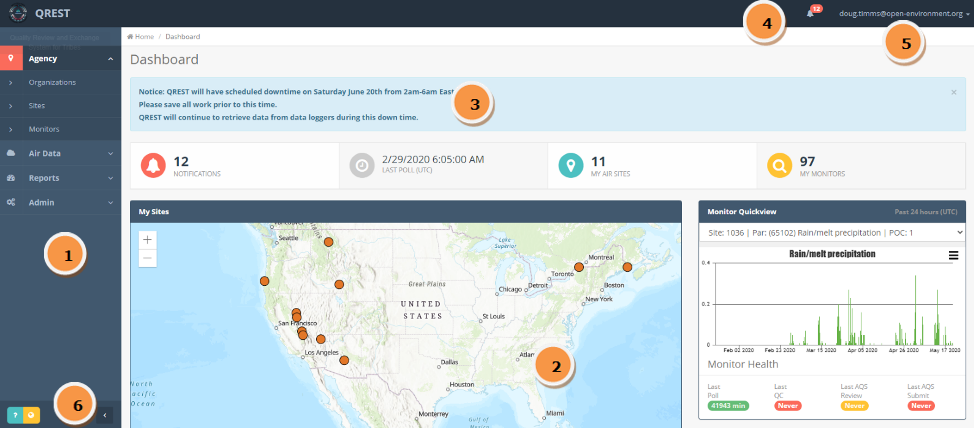 QREST
12
doug.timms@open-environment.org
4
5
Home / Dashboard
Agency
Organizations
Sites
Monitors
Air Data
Reports
Admin
1
6
?
Dashboard
Notice: QREST will have scheduled downtime on Saturday June 20th from 2am-6am East
Please save all work prior to this time.
QREST will continue to retrieve data from data loggers during this down time.
3
×
12
NOTIFICATIONS
2/29/2020 6:05:00 AM
LAST POLL (UTC)
11
MY AIR SITES
97
MY MONITORS
My Sites
+
−
Vancouver
Seattle
Lake
Superior
Montreal
Toronto
Great Plains
Chicago
Detroit
Boston
New York
UNITED
STATES
St Louis
San Francisco
Los Angeles
Atlan
Dallas
Houston
Miami
Monterrey
North
Pacific
Ocean
Gulf of
2
Monitor Quickview
Past 24 hours (UTC)
Site: 1036 | Par: (65102) Rain/melt precipitation | POC: 1
Rain/melt precipitation
0.4
0.2
0
Feb 02 2020
Feb 23 2020
Mar 15 2020
Apr 05 2020
Apr 26 2020
May 17 2020
Monitor Health
Last
Poll
41943 min
Last
QC
Never
Last AQS
Review
Never
Last AQS
Submit
Never